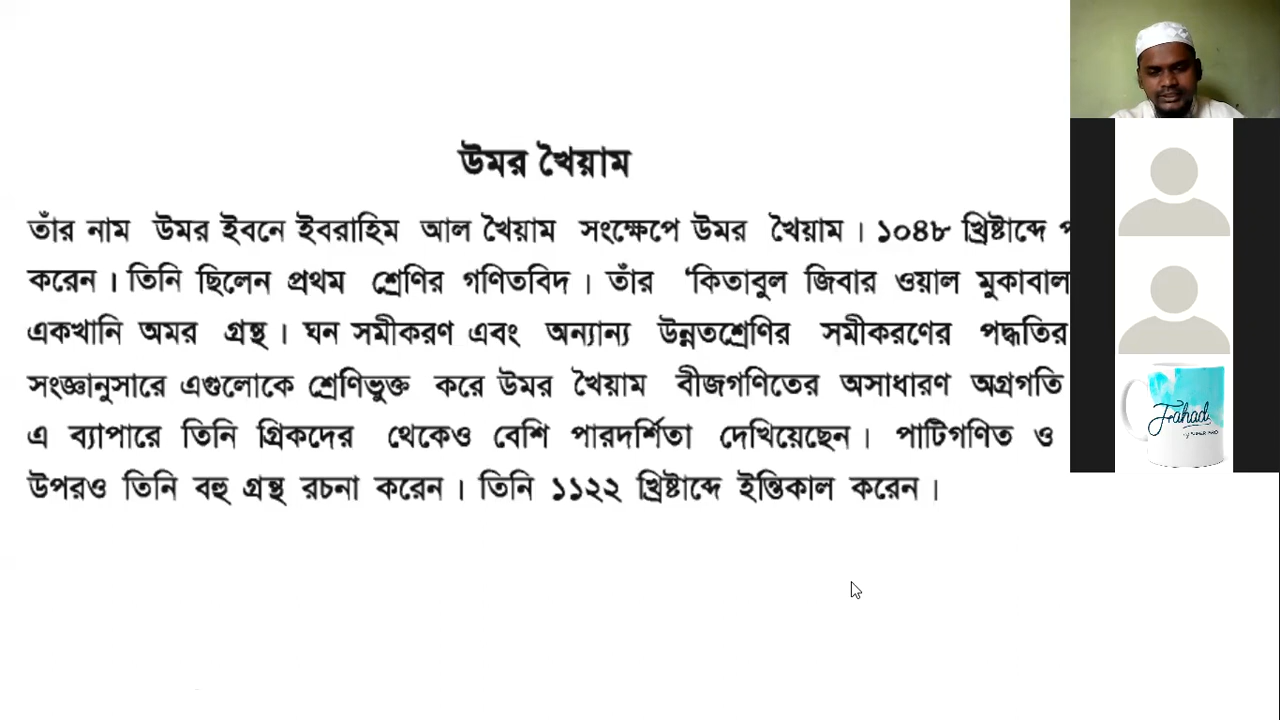 উমর খৈয়াম
তাঁর নাম উমর ইবনে ইবরাহিম আল খৈয়াম সংক্ষেপে উমর খৈয়াম। ১০৪৮ খ্রিষ্টাব্দে
করেন। তিনি ছিলেন প্রথম শ্রেণির গণিতবিদ। তাঁর ‘কিতাবুল জিবার ওয়াল মুকাবাল
একখানি অমর গ্রন্থ। ঘন সমীকরণ এবং অন্যান্য উন্নতশ্রেণির সমীকরণের পদ্ধতির
সংজ্ঞানুসারে এগুলোকে শ্রেণিভুক্ত করে উমর খৈয়াম বীজগণিতের অসাধারণ অগ্রগতি
এ ব্যাপারে তিনি গ্রিকদের থেকেও বেশি পারদর্শিতা দেখিয়েছেন। পাটিগণিত ও
উপরও তিনি বহু গ্রন্থ রচনা করেন। তিনি ১১২২ খ্রিষ্টাব্দে ইন্তিকাল করেন।
Frahad